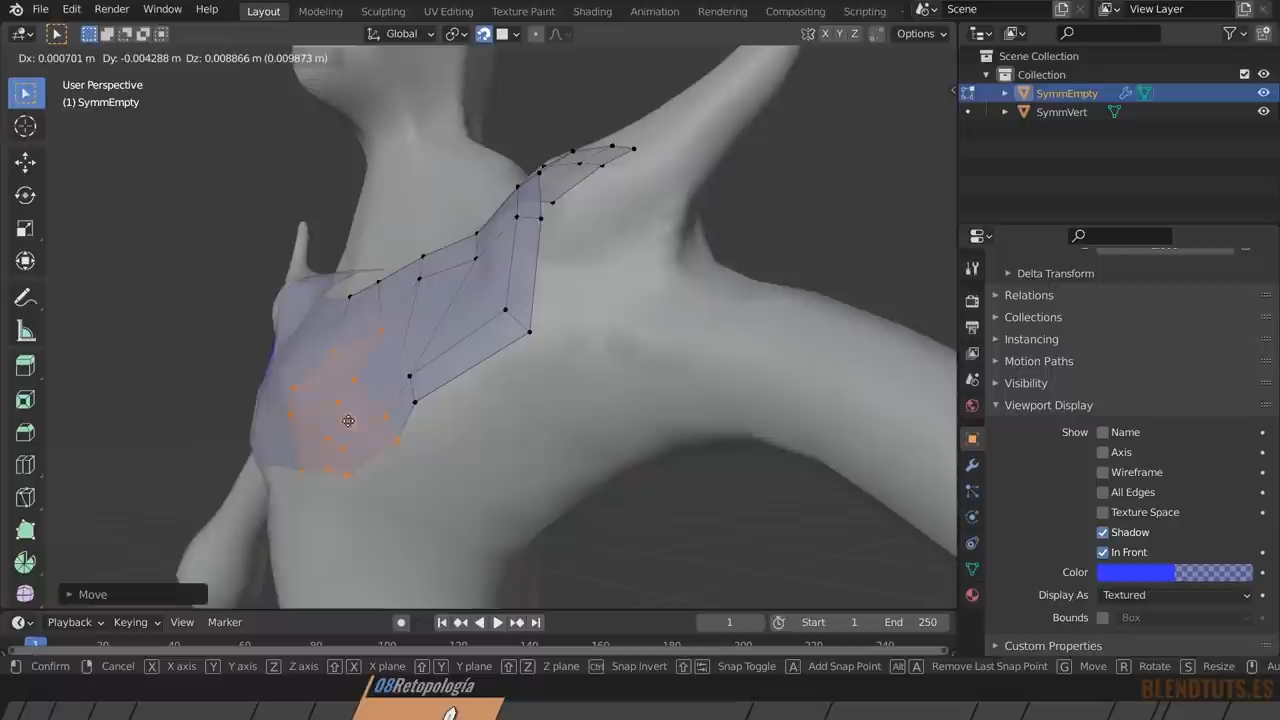 File Edit Render Window Help Layout Modeling Sculpting UV Editing Texture Paint Shading Animation Rendering Compositing Scripting Scene View Layer
Global X Y Z Options
Dx: 0.000701 m Dy: -0.004288 m Dz: 0.008866 m (0.009873 m)
User Perspective
(1) SymmEmpty
Scene Collection
Collection
SymmEmpty
SymmVert
Delta Transform
Relations
Collections
Instancing
Motion Paths
Visibility
Viewport Display
Show Name
Axis
Wireframe
All Edges
Texture Space
Shadow
In Front
Color
Display As Textured
Bounds Box
Custom Properties
Move
Playback Keying View Marker 1 Start 1 End 250
1
Confirm Cancel X X axis Y Y axis Z Z axis X X plane Y Y plane Z Z plane Ctrl Snap Invert Snap Toggle A Add Snap Point Alt A Remove Last Snap Point G Move R Rotate S Resize Au
08Retopología
BLENDTUTS.ES